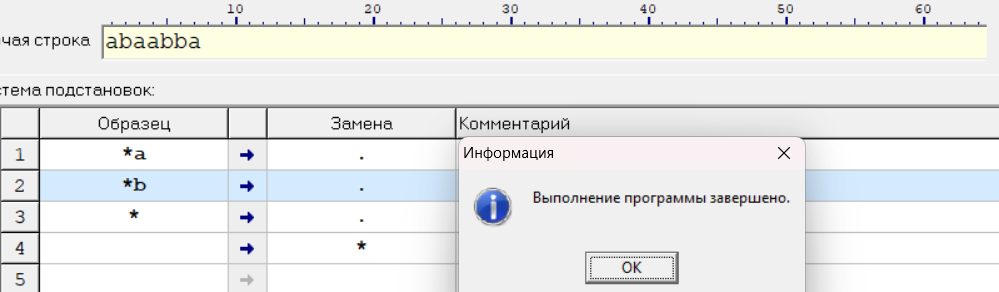 10 20 30 40 50 60
чая строка abaabba
стема подстановок:
Образец Замена Комментарий
1 *a → .
2 *b → .
3 * → .
4 → *
5 →
Информация
Выполнение программы завершено.
OK